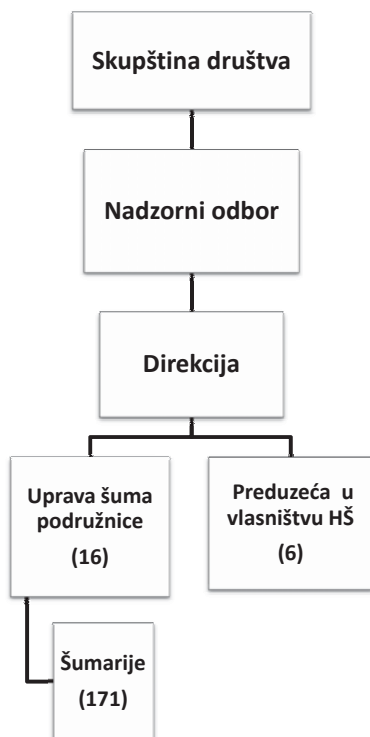 Skupština društva
Nadzorni odbor
Direkcija
Uprava šuma
podružnice
(16)
Preduzeća u
vlasništvu HŠ
(6)
Šumarije
(171)